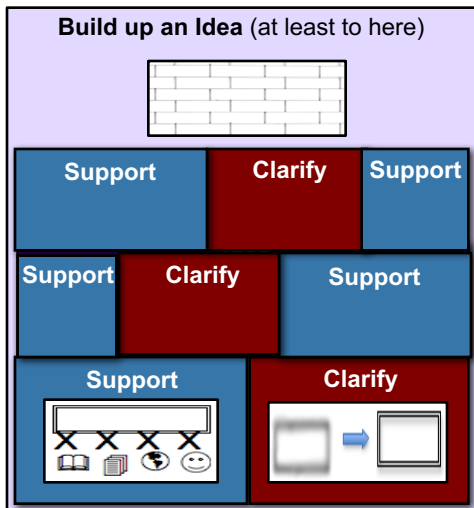 Build up an Idea (at least to here)
Support Clarify Support
Support Clarify Support
Support Clarify